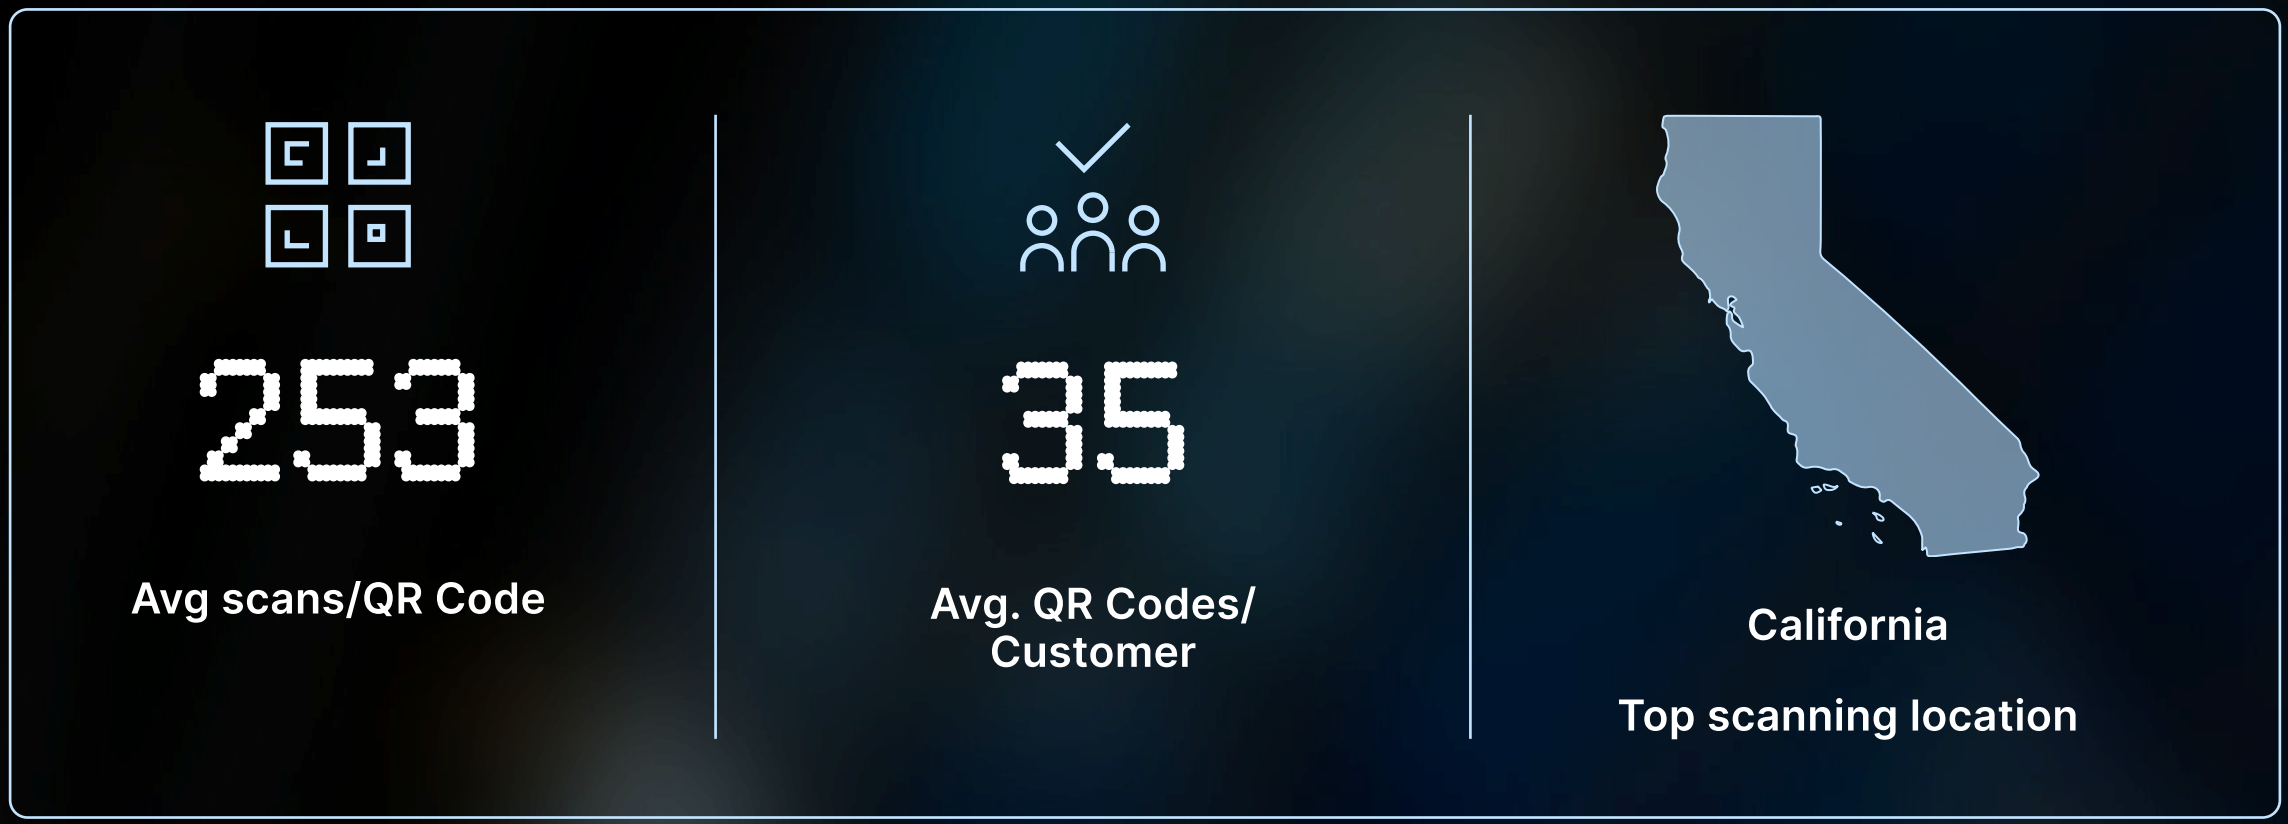 253
Avg scans/QR Code
35
Avg. QR Codes/
Customer
California
Top scanning location